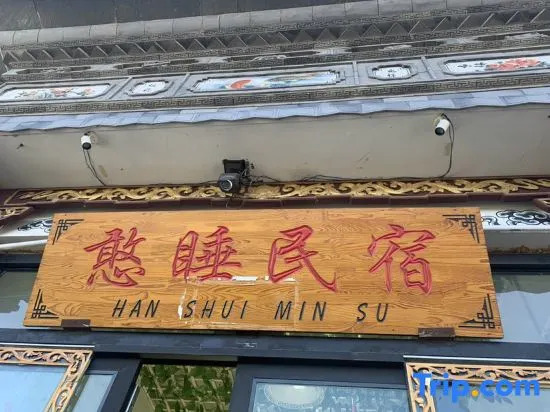 憨睡民宿
HAN SHUI MIN SU
Trip.com